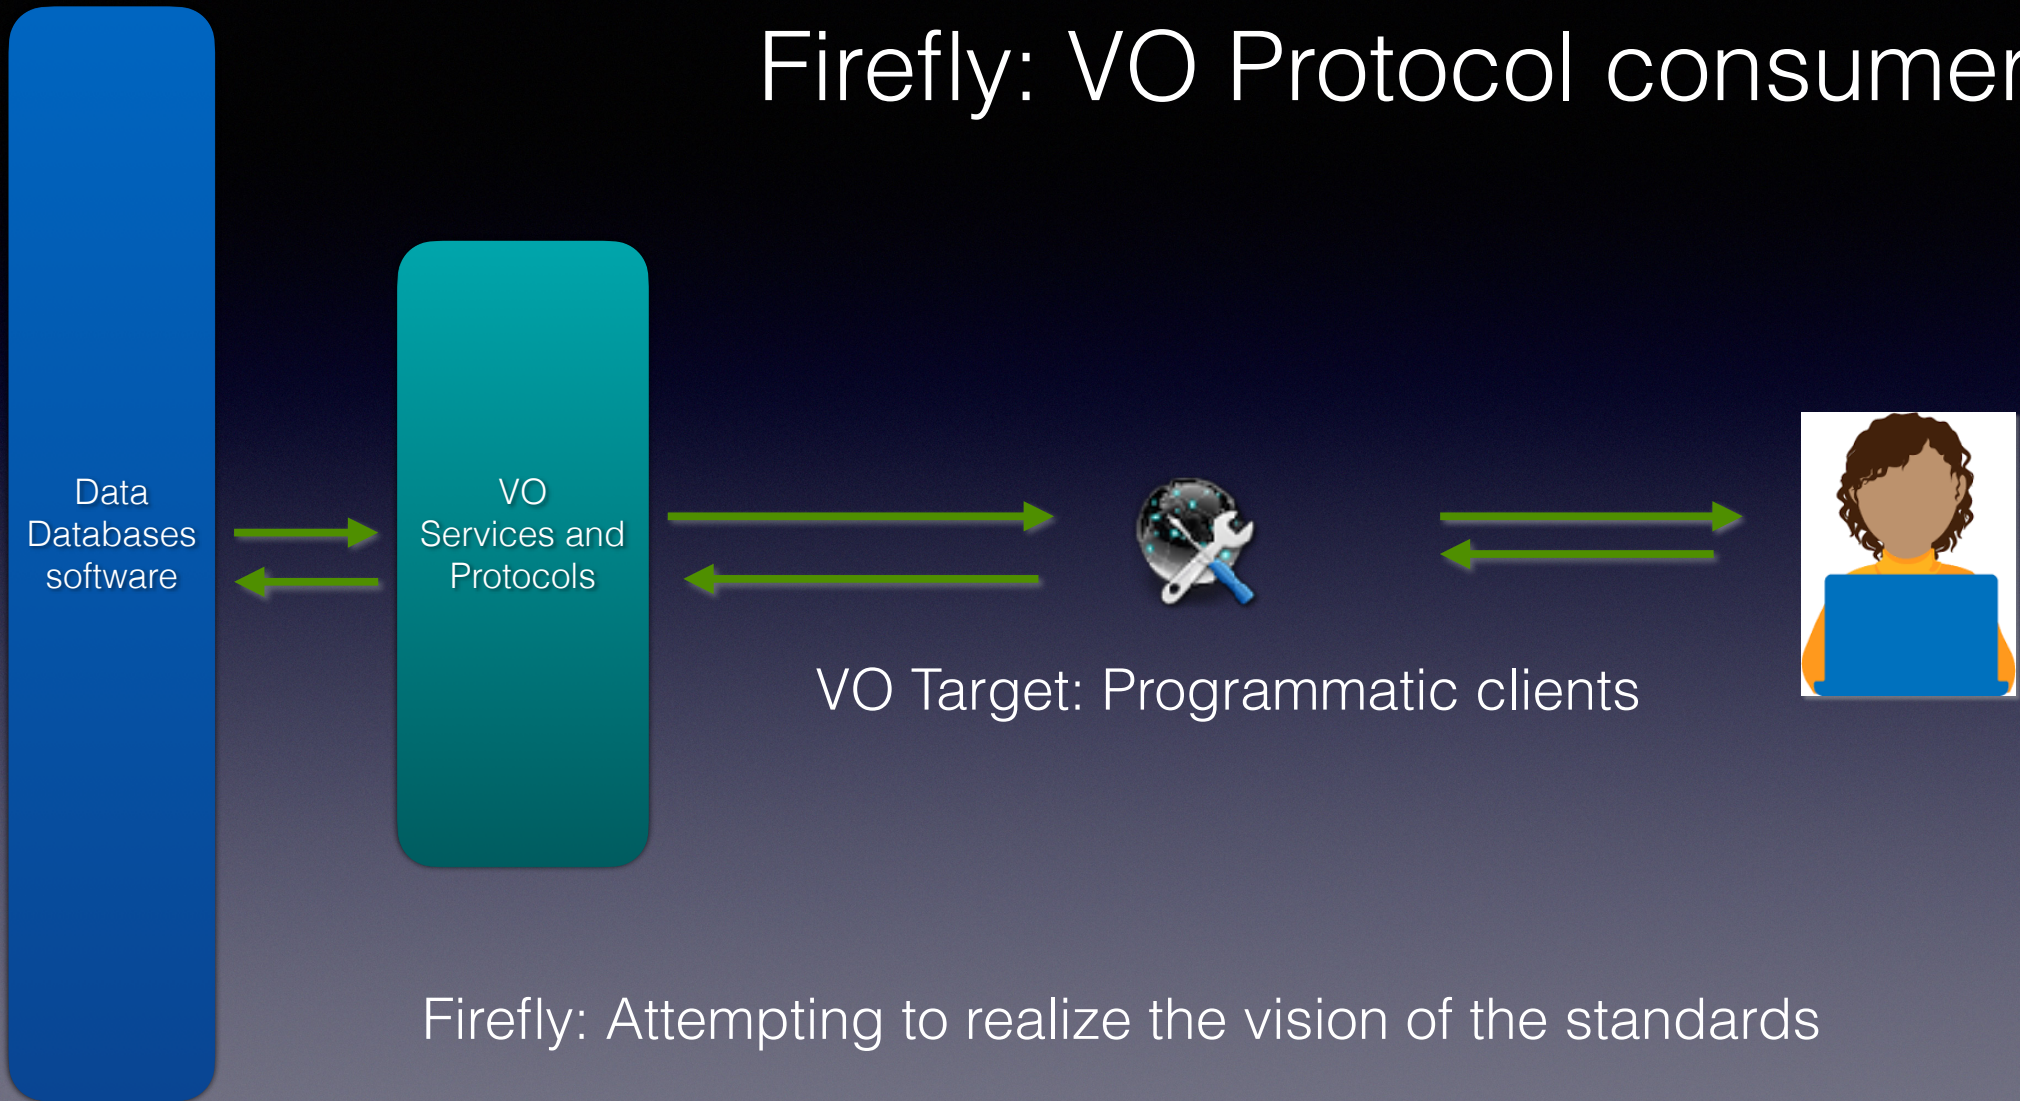 Firefly: VO Protocol consumer
Data
Databases
software
VO
Services and
Protocols
VO Target: Programmatic clients
Firefly: Attempting to realize the vision of the standards